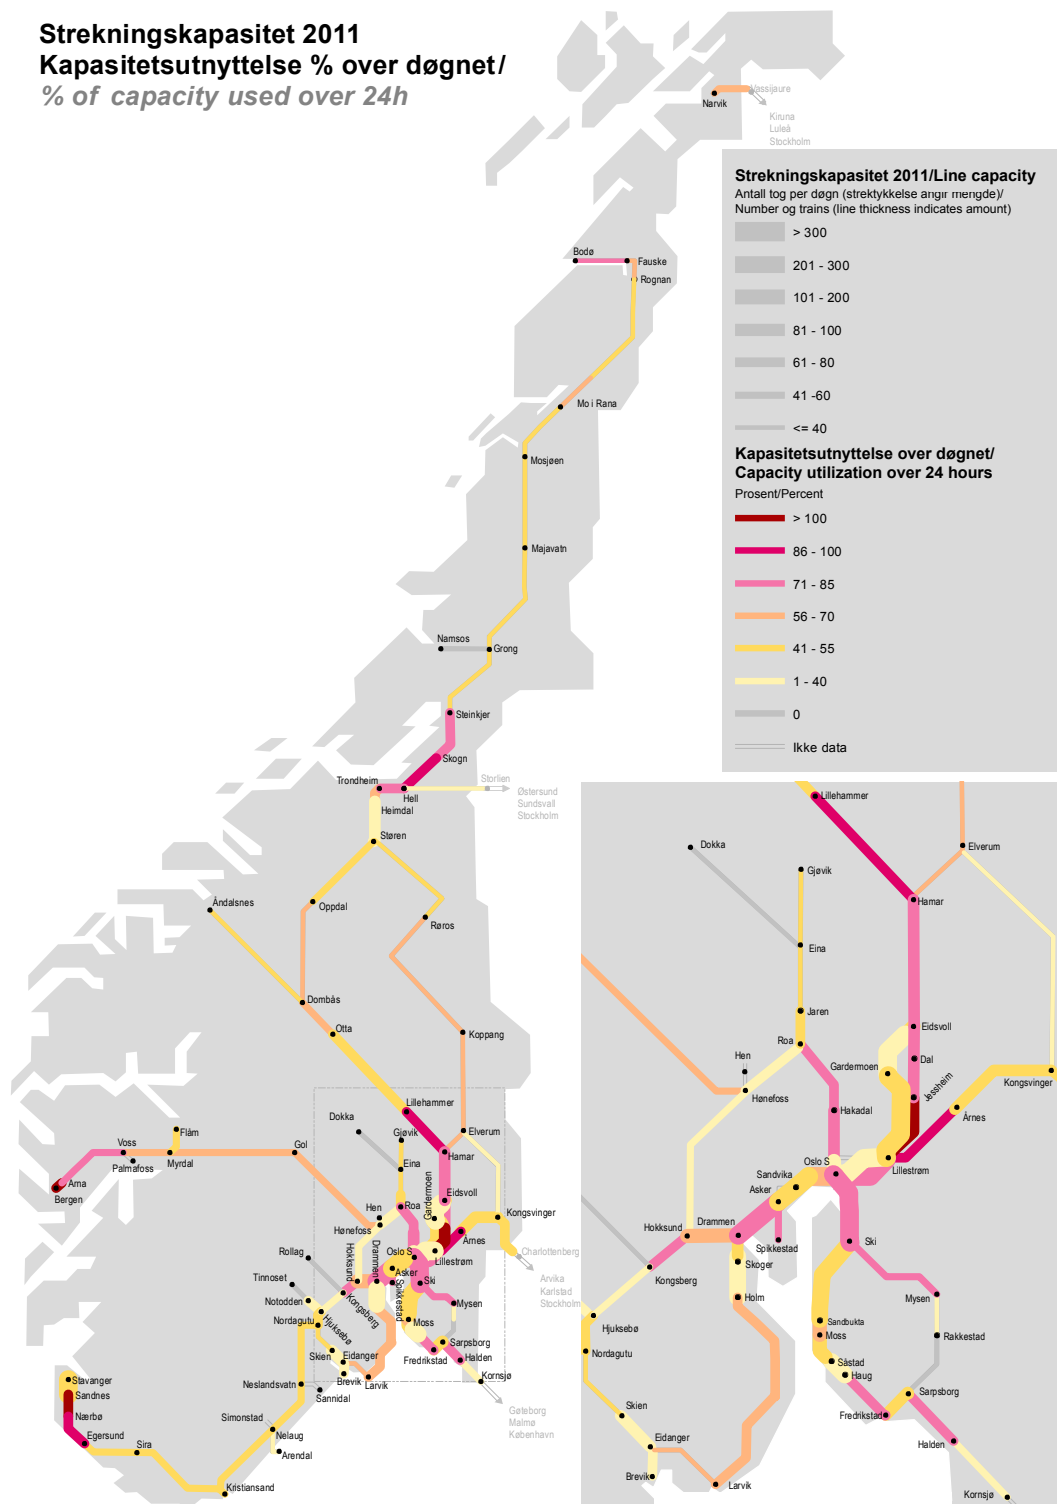 Strekningskapasitet 2011
Kapasitetsutnyttelse % over døgnet/
% of capacity used over 24h
Narvik
Vassijaure
Kiruna
Luleå
Stockholm
Strekningskapasitet 2011/Line capacity
Antall tog per døgn (strektykkelse angir mengde)/
Number og trains (line thickness indicates amount)
> 300
201 - 300
101 - 200
81 - 100
61 - 80
41 -60
<= 40
Kapasitetsutnyttelse over døgnet/
Capacity utilization over 24 hours
Prosent/Percent
> 100
86 - 100
71 - 85
56 - 70
41 - 55
1 - 40
0
Ikke data
Bodø
Fauske
Rognan
Mo i Rana
Mosjøen
Majavatn
Namsos
Grong
Steinkjer
Skogn
Trondheim
Hell
Storlien
Østersund
Sundsvall
Stockholm
Heimdal
Støren
Oppdal
Åndalsnes
Røros
Dombås
Otta
Koppang
Lillehammer
Dokka
Gjøvik
Elverum
Flåm
Voss
Palmafoss
Myrdal
Gol
Eina
Hamar
Arna
Bergen
Gardermoen
Eidsvoll
Hen
Roa
Hønefoss
Kongsvinger
Årnes
Rollag
Hokksund
Drammen
Oslo S
Lillestrøm
Charlottenberg
Arvika
Karlstad
Stockholm
Tinnoset
Asker
Spikkestad
Ski
Notodden
Kongsberg
Mysen
Nordagutu
Hjuksebø
Moss
Skien
Eidanger
Sarpsborg
Fredrikstad
Halden
Brevik
Larvik
Kornsjø
Stavanger
Sandnes
Neslandsvatn
Sannidal
Gøteborg
Malmø
København
Nærbø
Simonstad
Egersund
Sira
Nelaug
Arendal
Kristiansand
Lillehammer
Dokka
Elverum
Gjøvik
Hamar
Eina
Jaren
Eidsvoll
Roa
Hen
Gardermoen
Dal
Jessheim
Kongsvinger
Hønefoss
Hakadal
Årnes
Oslo S
Lillestrøm
Sandvika
Asker
Hokksund
Drammen
Spikkestad
Ski
Kongsberg
Skoger
Holm
Mysen
Hjuksebø
Sandbukta
Moss
Rakkestad
Nordagutu
Såstad
Haug
Skien
Sarpsborg
Fredrikstad
Eidanger
Halden
Brevik
Larvik
Kornsjø